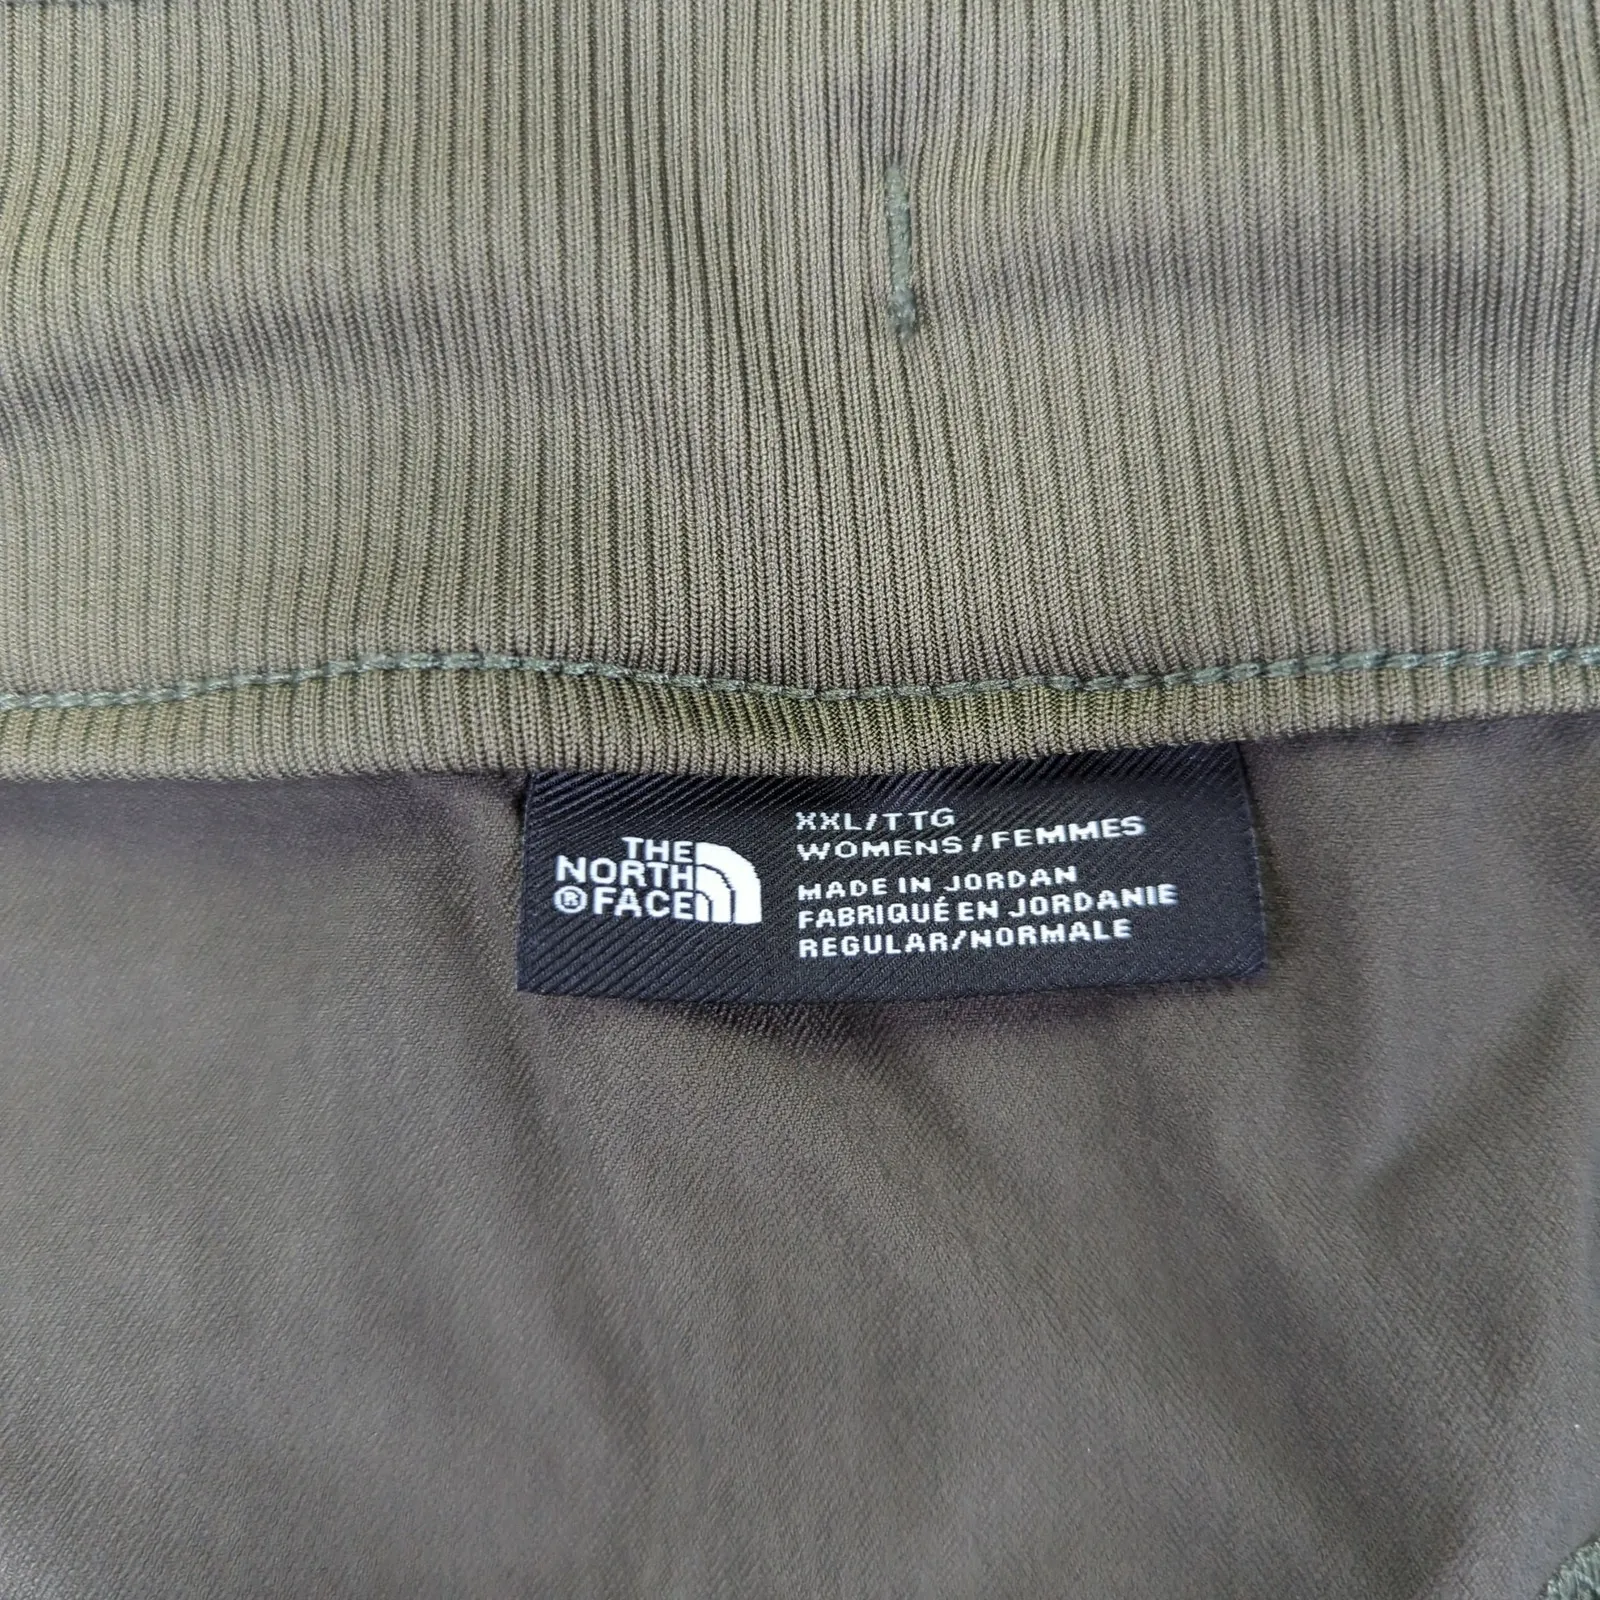 THE
NORTH
®FACE
XXL/TTG
WOMENS/FEMMES
MADE IN JORDAN
FABRIQUÉ EN JORDANIE
REGULAR/NORMALE